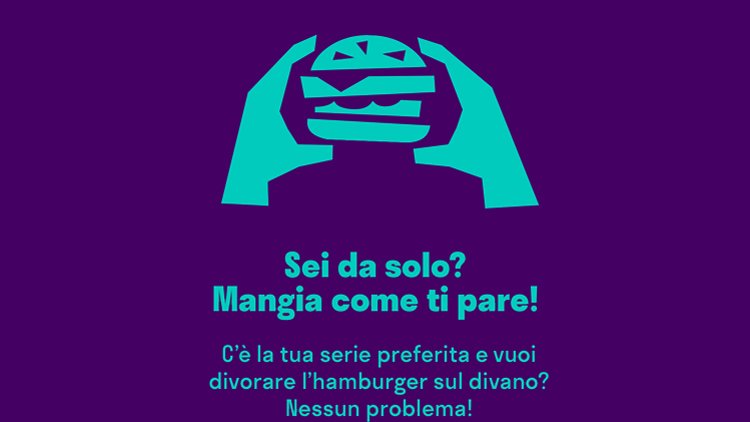 Sei da solo?
Mangia come ti pare!
C'è la tua serie preferita e vuoi
divorare l'hamburger sul divano?
Nessun problema!